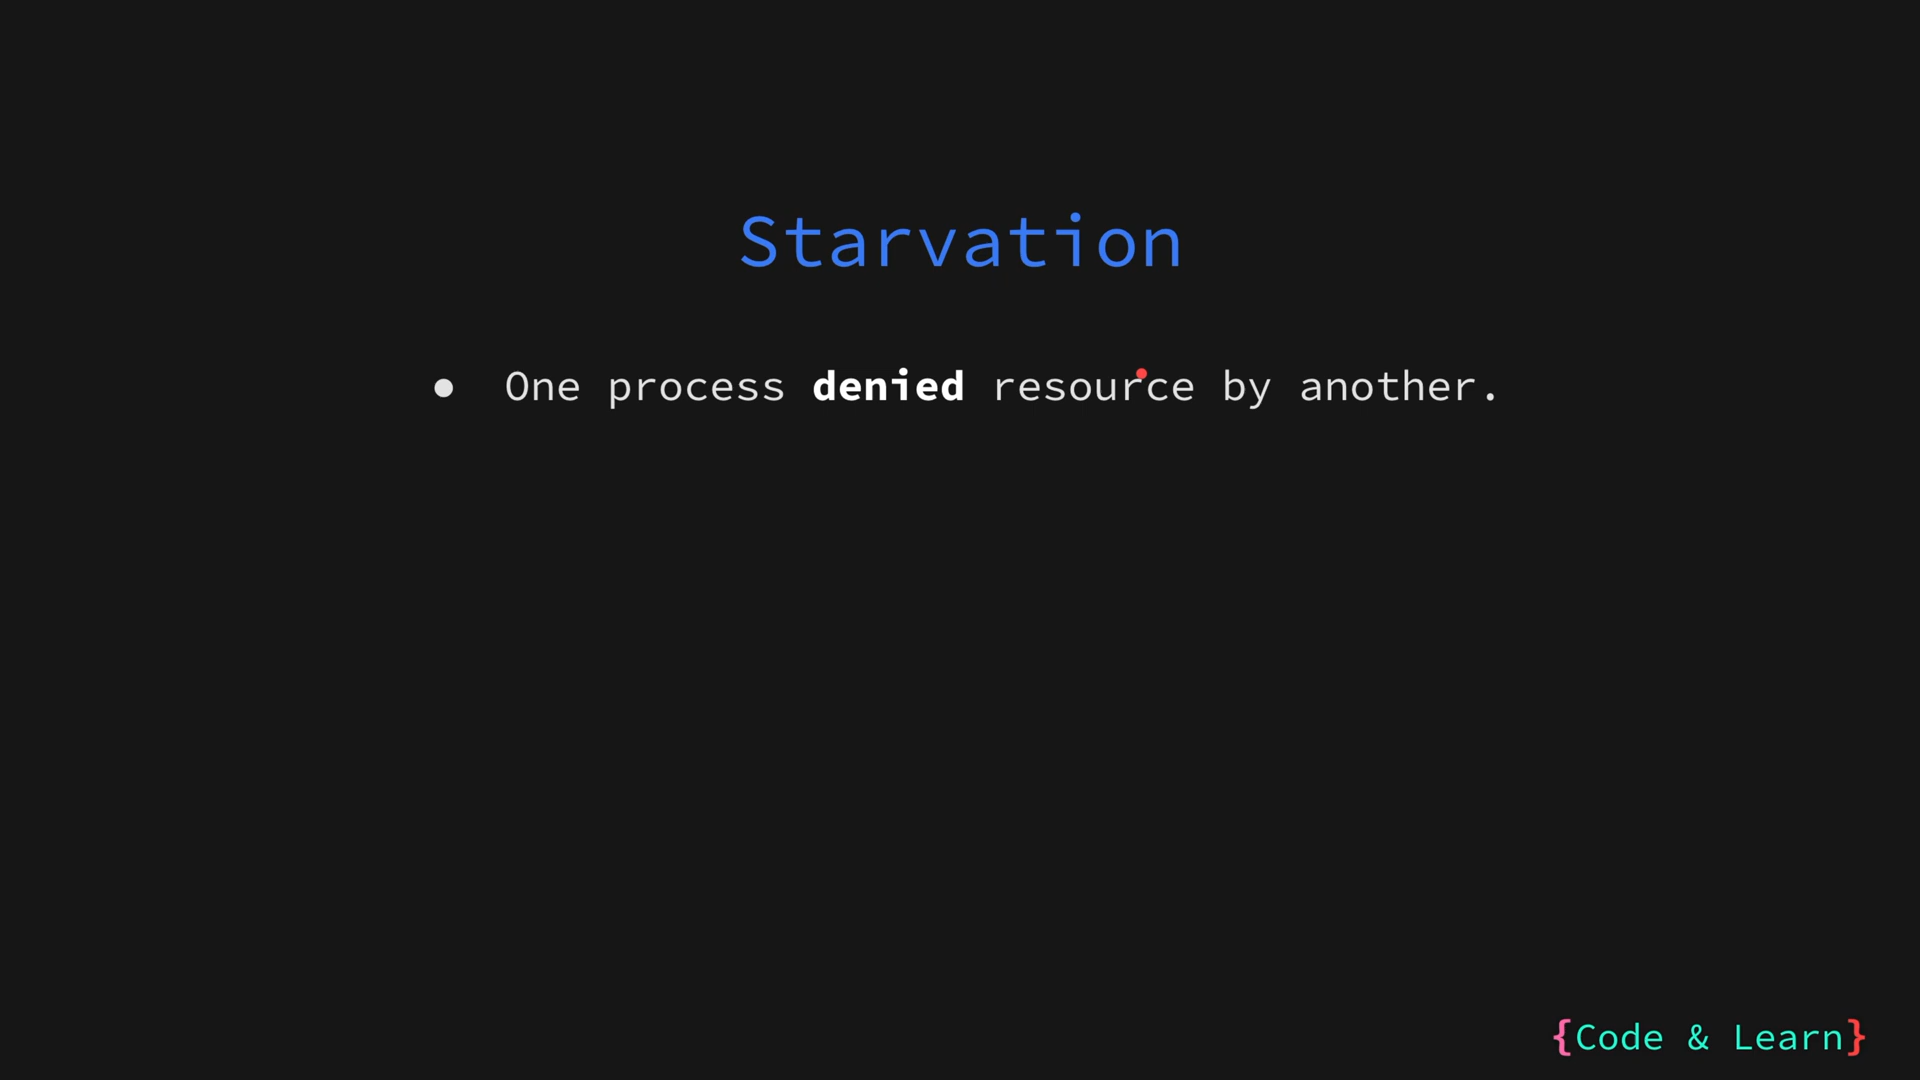 Starvation
● One process denied resource by another.
{Code & Learn}